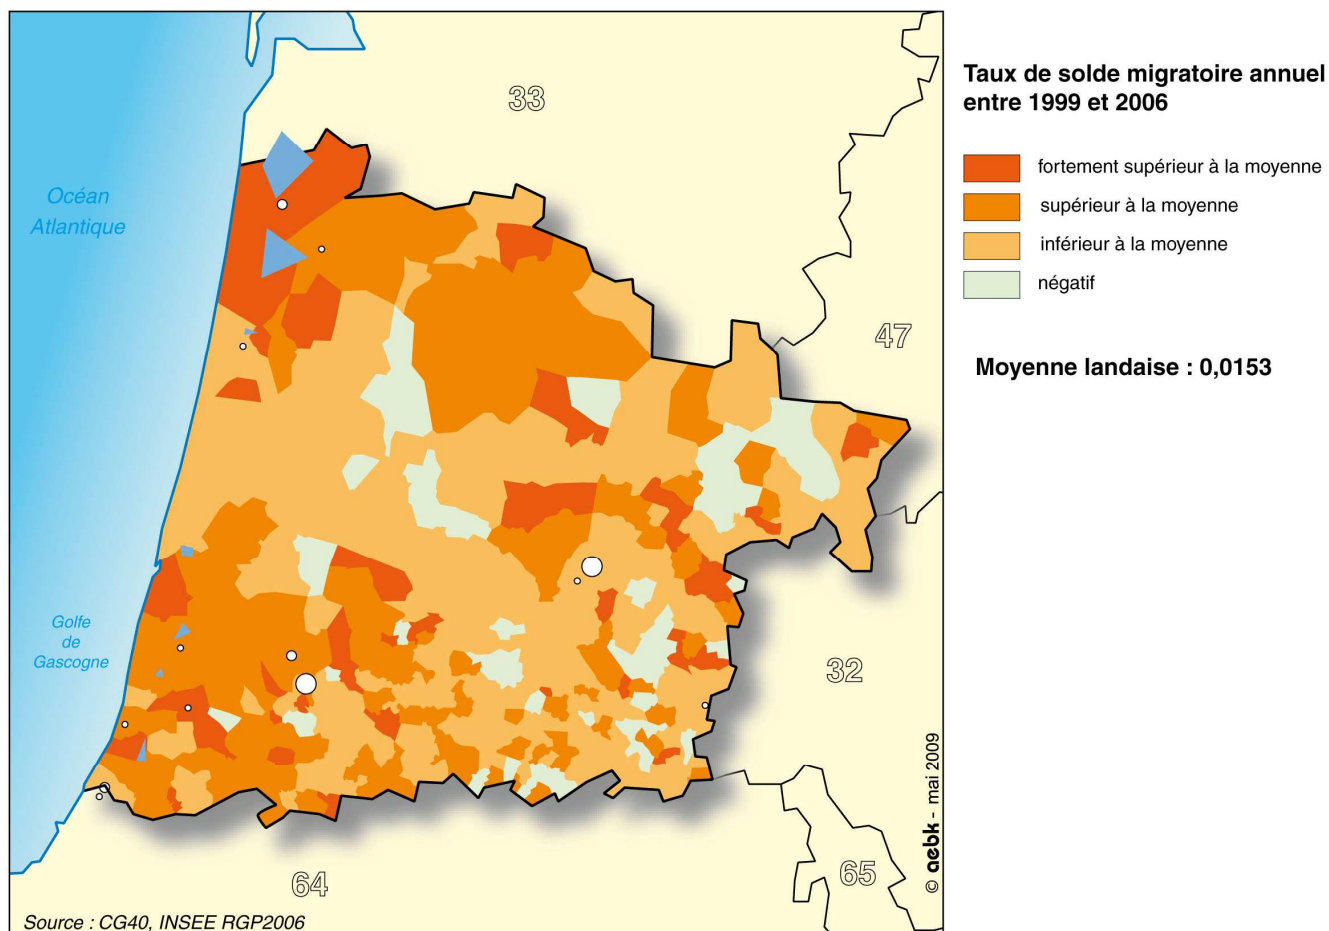 Taux de solde migratoire annuel
entre 1999 et 2006
fortement supérieur à la moyenne
supérieur à la moyenne
inférieur à la moyenne
négatif
Moyenne landaise : 0,0153
33
47
32
65
64
Océan
Atlantique
Golfe
de
Gascogne
© aebk - mai 2009
Source : CG40, INSEE RGP2006